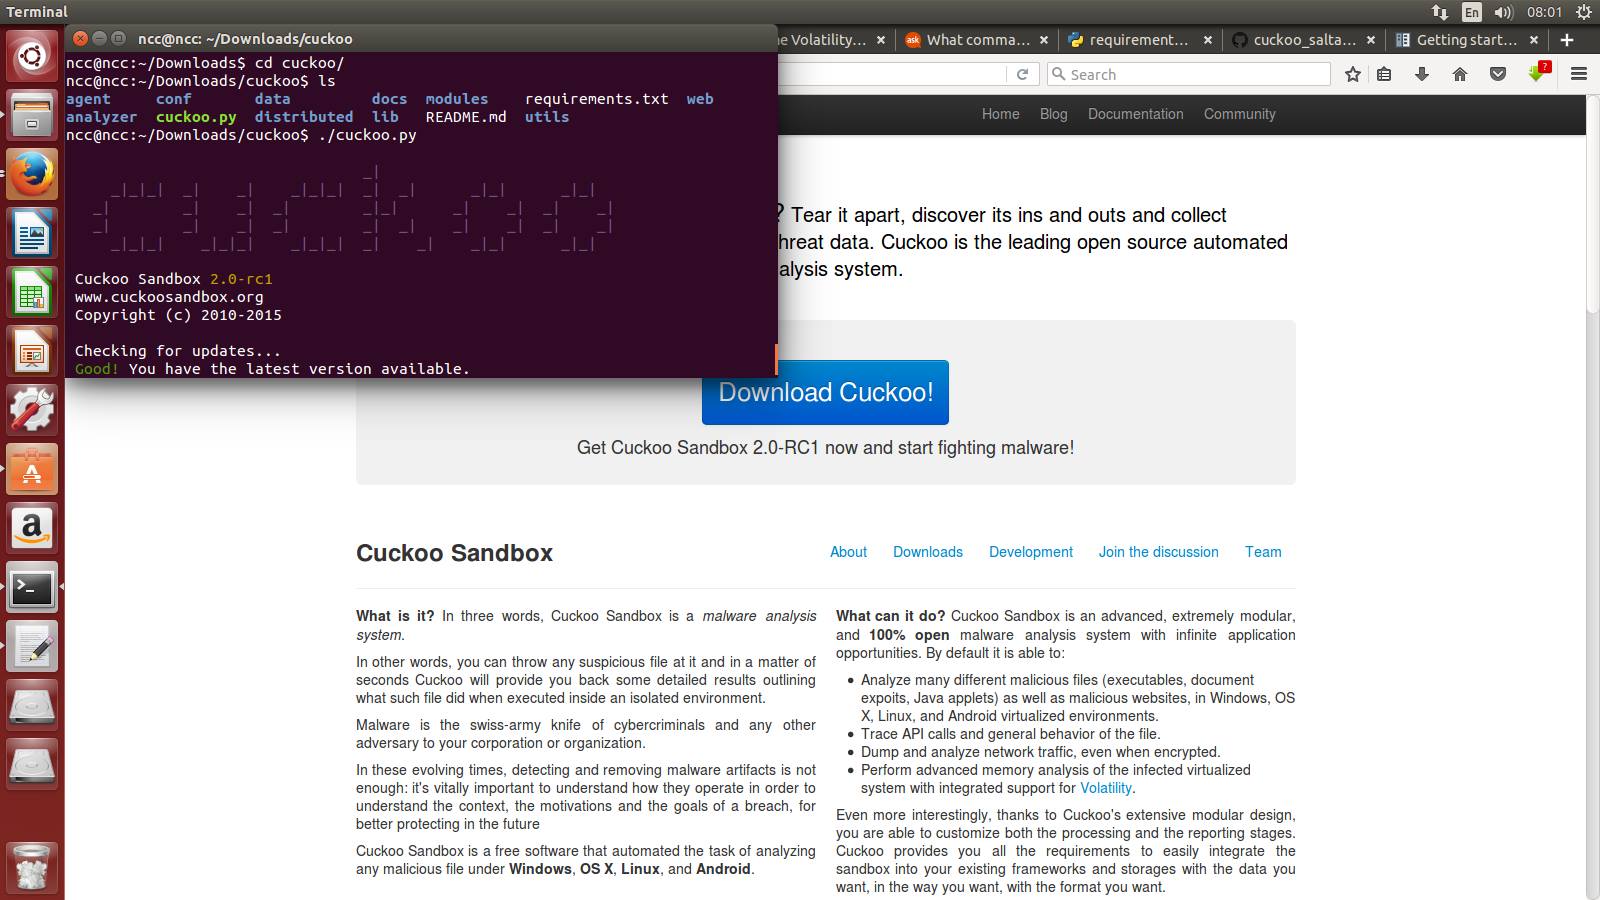 Terminal
En
08:01
ncc@ncc: ~/Downloads/cuckoo
e Volatility...
What comma...
requirement...
cuckoo_salta...
Getting start...
Search
?
ncc@ncc:~/Downloads$ cd cuckoo/
ncc@ncc:~/Downloads/cuckoo$ ls
agent conf data docs modules requirements.txt web
analyzer cuckoo.py distributed lib README.md utils
ncc@ncc:~/Downloads/cuckoo$ ./cuckoo.py
cuckoo
Cuckoo Sandbox 2.0-rc1
www.cuckoosandbox.org
Copyright (c) 2010-2015
Checking for updates...
Good! You have the latest version available.
Home Blog Documentation Community
? Tear it apart, discover its ins and outs and collect
hreat data. Cuckoo is the leading open source automated
alysis system.
Download Cuckoo!
Get Cuckoo Sandbox 2.0-RC1 now and start fighting malware!
Cuckoo Sandbox
About Downloads Development Join the discussion Team
What is it? In three words, Cuckoo Sandbox is a malware analysis
system.
In other words, you can throw any suspicious file at it and in a matter of
seconds Cuckoo will provide you back some detailed results outlining
what such file did when executed inside an isolated environment.
Malware is the swiss-army knife of cybercriminals and any other
adversary to your corporation or organization.
In these evolving times, detecting and removing malware artifacts is not
enough: it's vitally important to understand how they operate in order to
understand the context, the motivations and the goals of a breach, for
better protecting in the future
Cuckoo Sandbox is a free software that automated the task of analyzing
any malicious file under Windows, OS X, Linux, and Android.
What can it do? Cuckoo Sandbox is an advanced, extremely modular,
and 100% open malware analysis system with infinite application
opportunities. By default it is able to:
Analyze many different malicious files (executables, document
expoits, Java applets) as well as malicious websites, in Windows, OS
X, Linux, and Android virtualized environments.
Trace API calls and general behavior of the file.
Dump and analyze network traffic, even when encrypted.
Perform advanced memory analysis of the infected virtualized
system with integrated support for Volatility.
Even more interestingly, thanks to Cuckoo's extensive modular design,
you are able to customize both the processing and the reporting stages.
Cuckoo provides you all the requirements to easily integrate the
sandbox into your existing frameworks and storages with the data you
want, in the way you want, with the format you want.